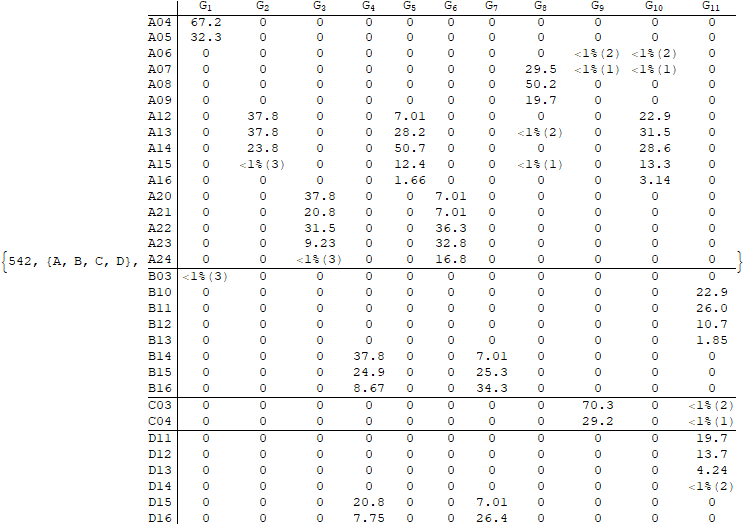 G₁ G₂ G₃ G₄ G₅ G₆ G₇ G₈ G₉ G₁₀ G₁₁
A04 67.2 0 0 0 0 0 0 0 0 0 0
A05 32.3 0 0 0 0 0 0 0 0 0 0
A06 0 0 0 0 0 0 0 0 <1%(2) <1%(2) 0
A07 0 0 0 0 0 0 0 29.5 <1%(1) <1%(1) 0
A08 0 0 0 0 0 0 0 50.2 0 0 0
A09 0 0 0 0 0 0 0 19.7 0 0 0
A12 0 37.8 0 0 7.01 0 0 0 0 22.9 0
A13 0 37.8 0 0 28.2 0 0 <1%(2) 0 31.5 0
A14 0 23.8 0 0 50.7 0 0 0 0 28.6 0
A15 0 <1%(3) 0 0 12.4 0 0 <1%(1) 0 13.3 0
A16 0 0 0 0 1.66 0 0 0 0 3.14 0
A20 0 0 37.8 0 0 7.01 0 0 0 0 0
A21 0 0 20.8 0 0 7.01 0 0 0 0 0
A22 0 0 31.5 0 0 36.3 0 0 0 0 0
A23 0 0 9.23 0 0 32.8 0 0 0 0 0
{542, {A, B, C, D}, A24 0 0 <1%(3) 0 0 16.8 0 0 0 0 0 }
B03 <1%(3) 0 0 0 0 0 0 0 0 0 0
B10 0 0 0 0 0 0 0 0 0 0 22.9
B11 0 0 0 0 0 0 0 0 0 0 26.0
B12 0 0 0 0 0 0 0 0 0 0 10.7
B13 0 0 0 0 0 0 0 0 0 0 1.85
B14 0 0 0 37.8 0 0 7.01 0 0 0 0
B15 0 0 0 24.9 0 0 25.3 0 0 0 0
B16 0 0 0 8.67 0 0 34.3 0 0 0 0
C03 0 0 0 0 0 0 0 0 70.3 0 <1%(2)
C04 0 0 0 0 0 0 0 0 29.2 0 <1%(1)
D11 0 0 0 0 0 0 0 0 0 0 19.7
D12 0 0 0 0 0 0 0 0 0 0 13.7
D13 0 0 0 0 0 0 0 0 0 0 4.24
D14 0 0 0 0 0 0 0 0 0 0 <1%(2)
D15 0 0 0 20.8 0 0 7.01 0 0 0 0
D16 0 0 0 7.75 0 0 26.4 0 0 0 0